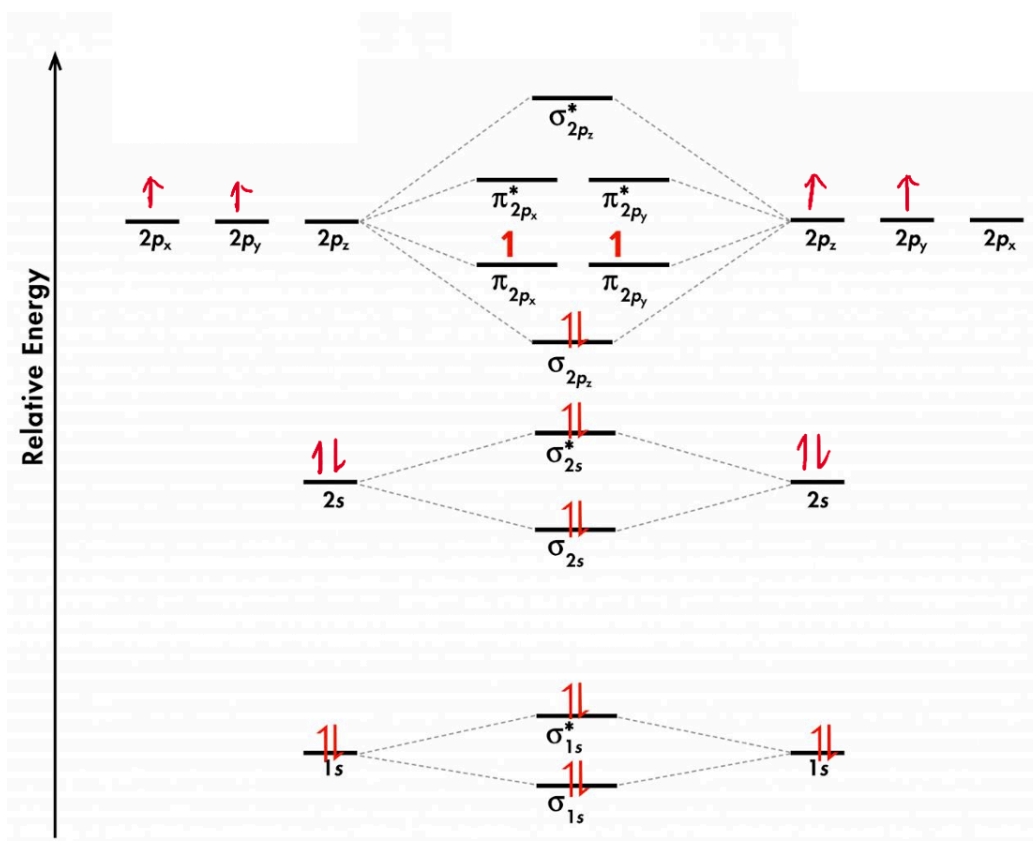 Relative Energy
σ*2pz
π*2px π*2py
2px 2py 2pz 2pz 2py 2px
π2px π2py
σ2pz
σ*2s
2s 2s
σ2s
σ*1s
1s 1s
σ1s